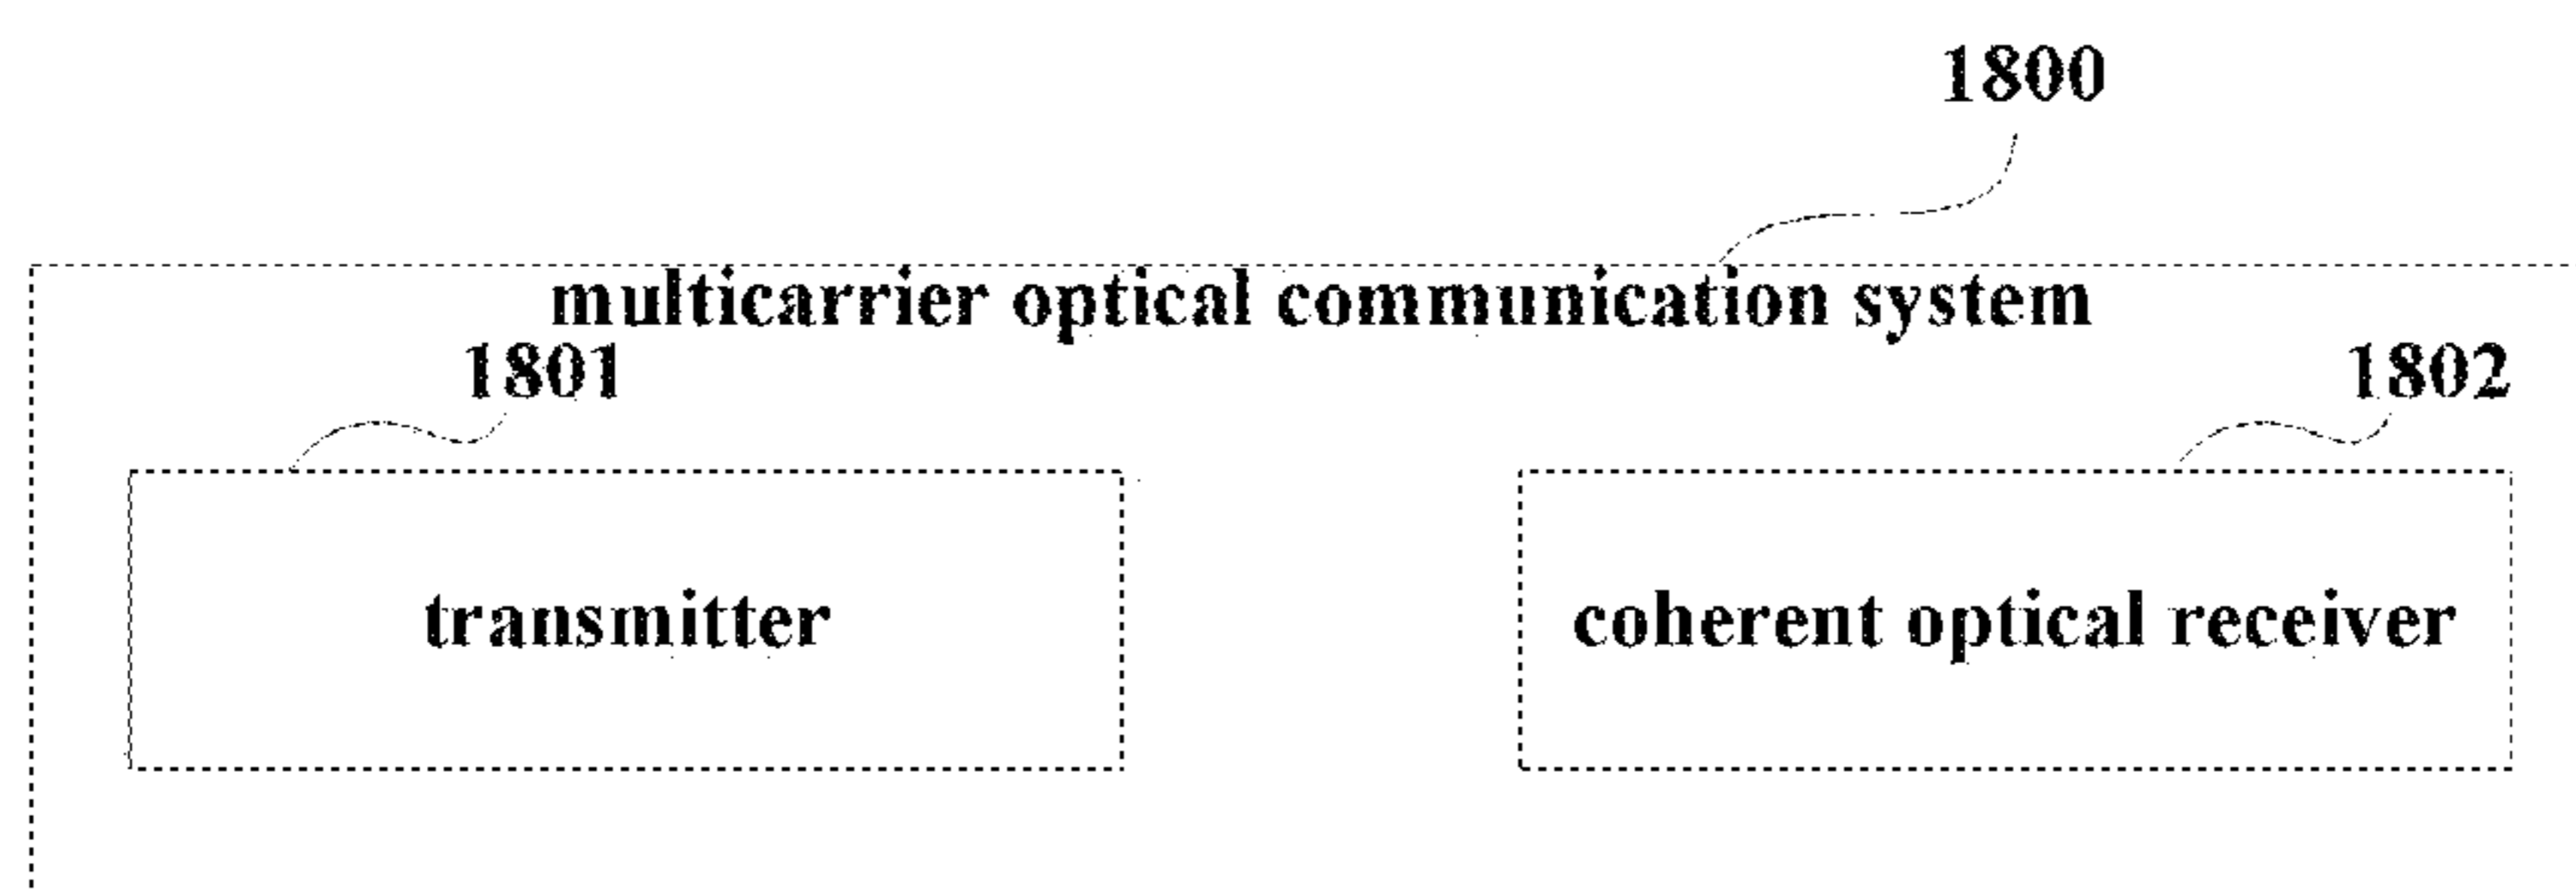 1800
multicarrier optical communication system
1801
1802
transmitter
coherent optical receiver